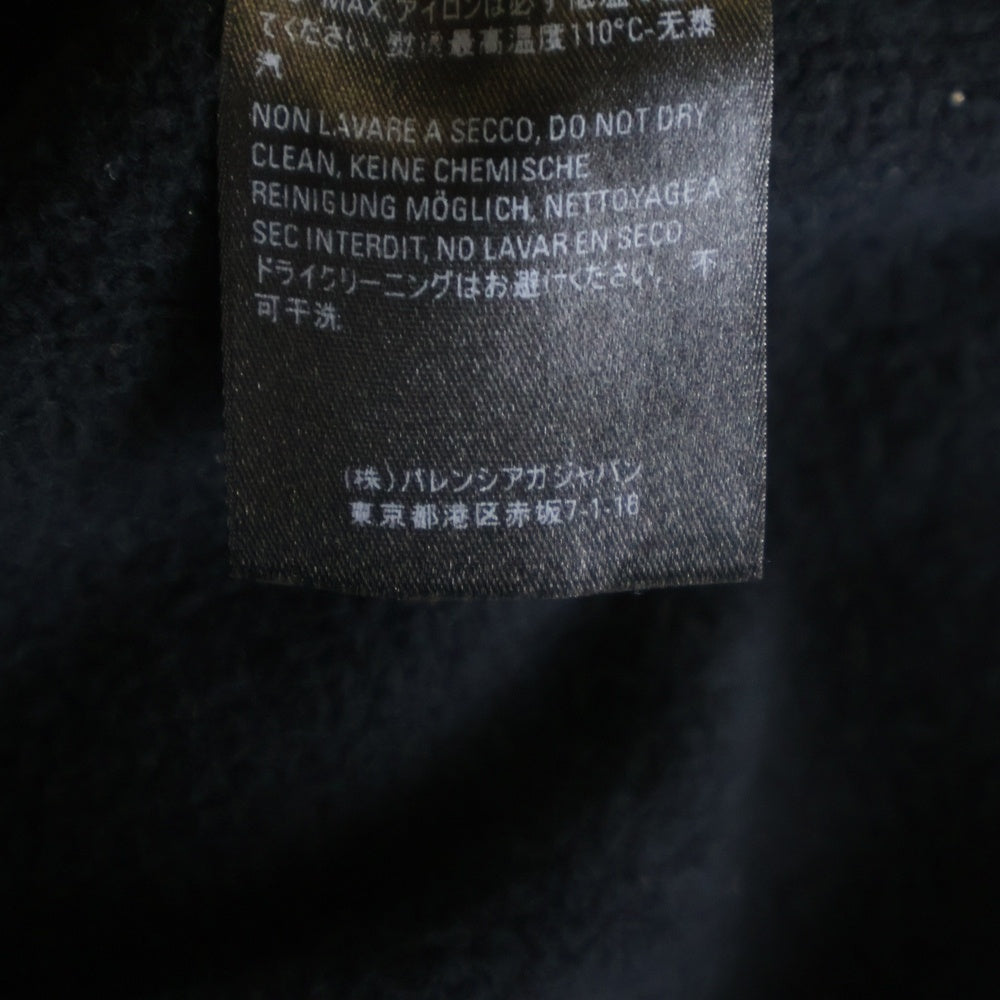 MAX, アイロンは必ず低温で
てください, 熨烫最高温度110°C-无蒸
汽
NON LAVARE A SECCO, DO NOT DRY
CLEAN, KEINE CHEMISCHE
REINIGUNG MÖGLICH, NETTOYAGE A
SEC INTERDIT, NO LAVAR EN SECO
ドライクリーニングはお避けください, 不
可干洗
(株)バレンシアガジャパン
東京都港区赤坂7-1-16